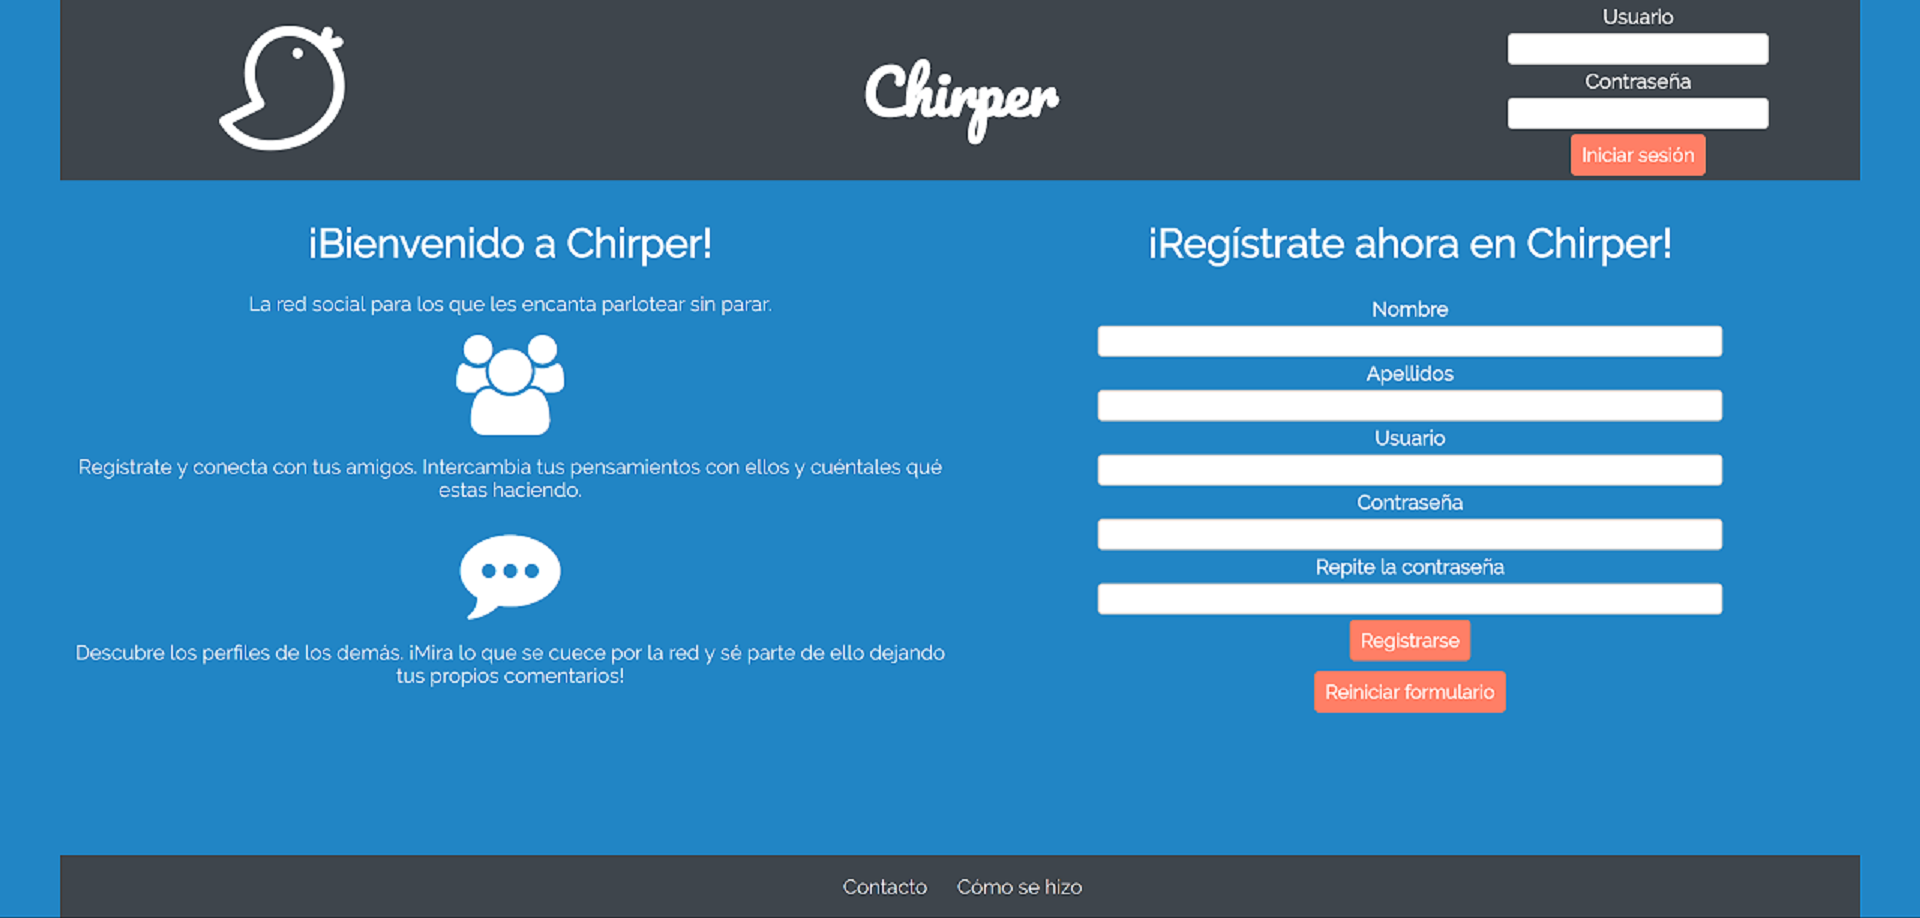 Chirper
Usuario
Contraseña
Iniciar sesión
¡Bienvenido a Chirper!
La red social para los que les encanta parlotear sin parar.
Regístrate y conecta con tus amigos. Intercambia tus pensamientos con ellos y cuéntales qué
estas haciendo.
Descubre los perfiles de los demás. ¡Mira lo que se cuece por la red y sé parte de ello dejando
tus propios comentarios!
¡Regístrate ahora en Chirper!
Nombre
Apellidos
Usuario
Contraseña
Repite la contraseña
Registrarse
Reiniciar formulario
Contacto Cómo se hizo